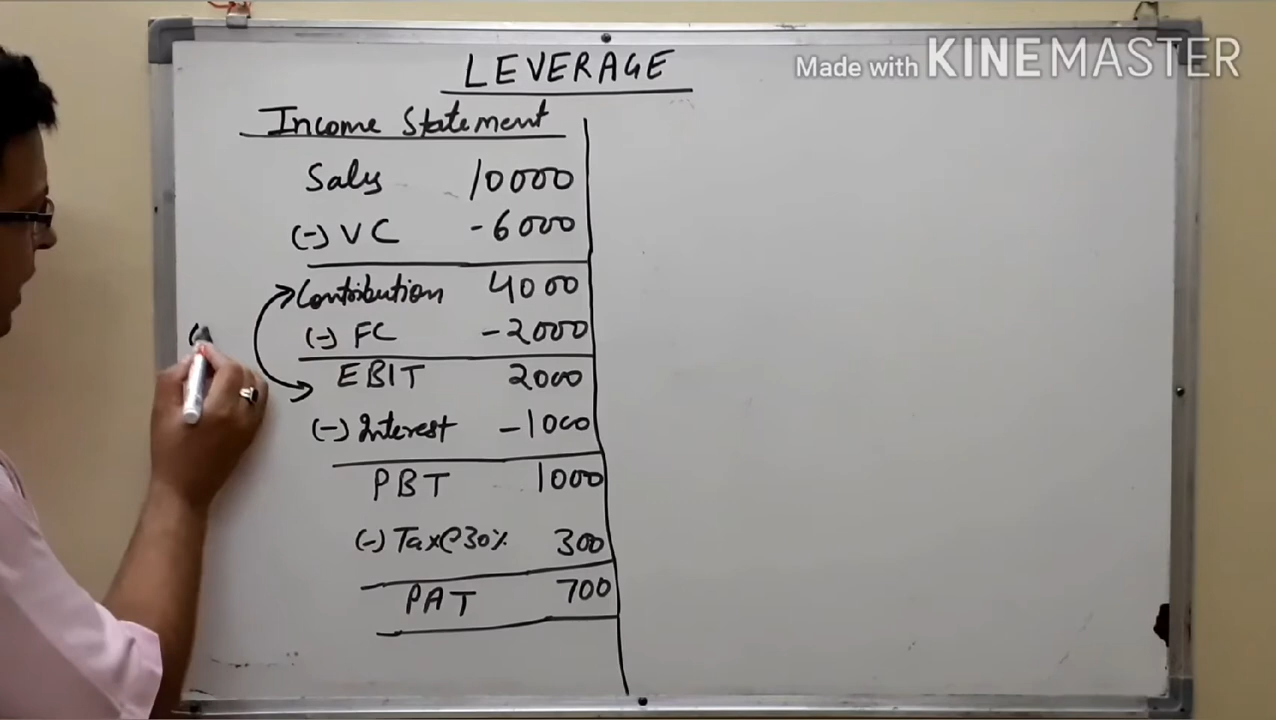 LEVERAGE
Made with KINEMASTER
Income Statement
Sales 10000
(-) VC -6000
Contribution 4000
(-) FC -2000
EBIT 2000
(-) Interest -1000
PBT 1000
(-) Tax@30% 300
PAT 700